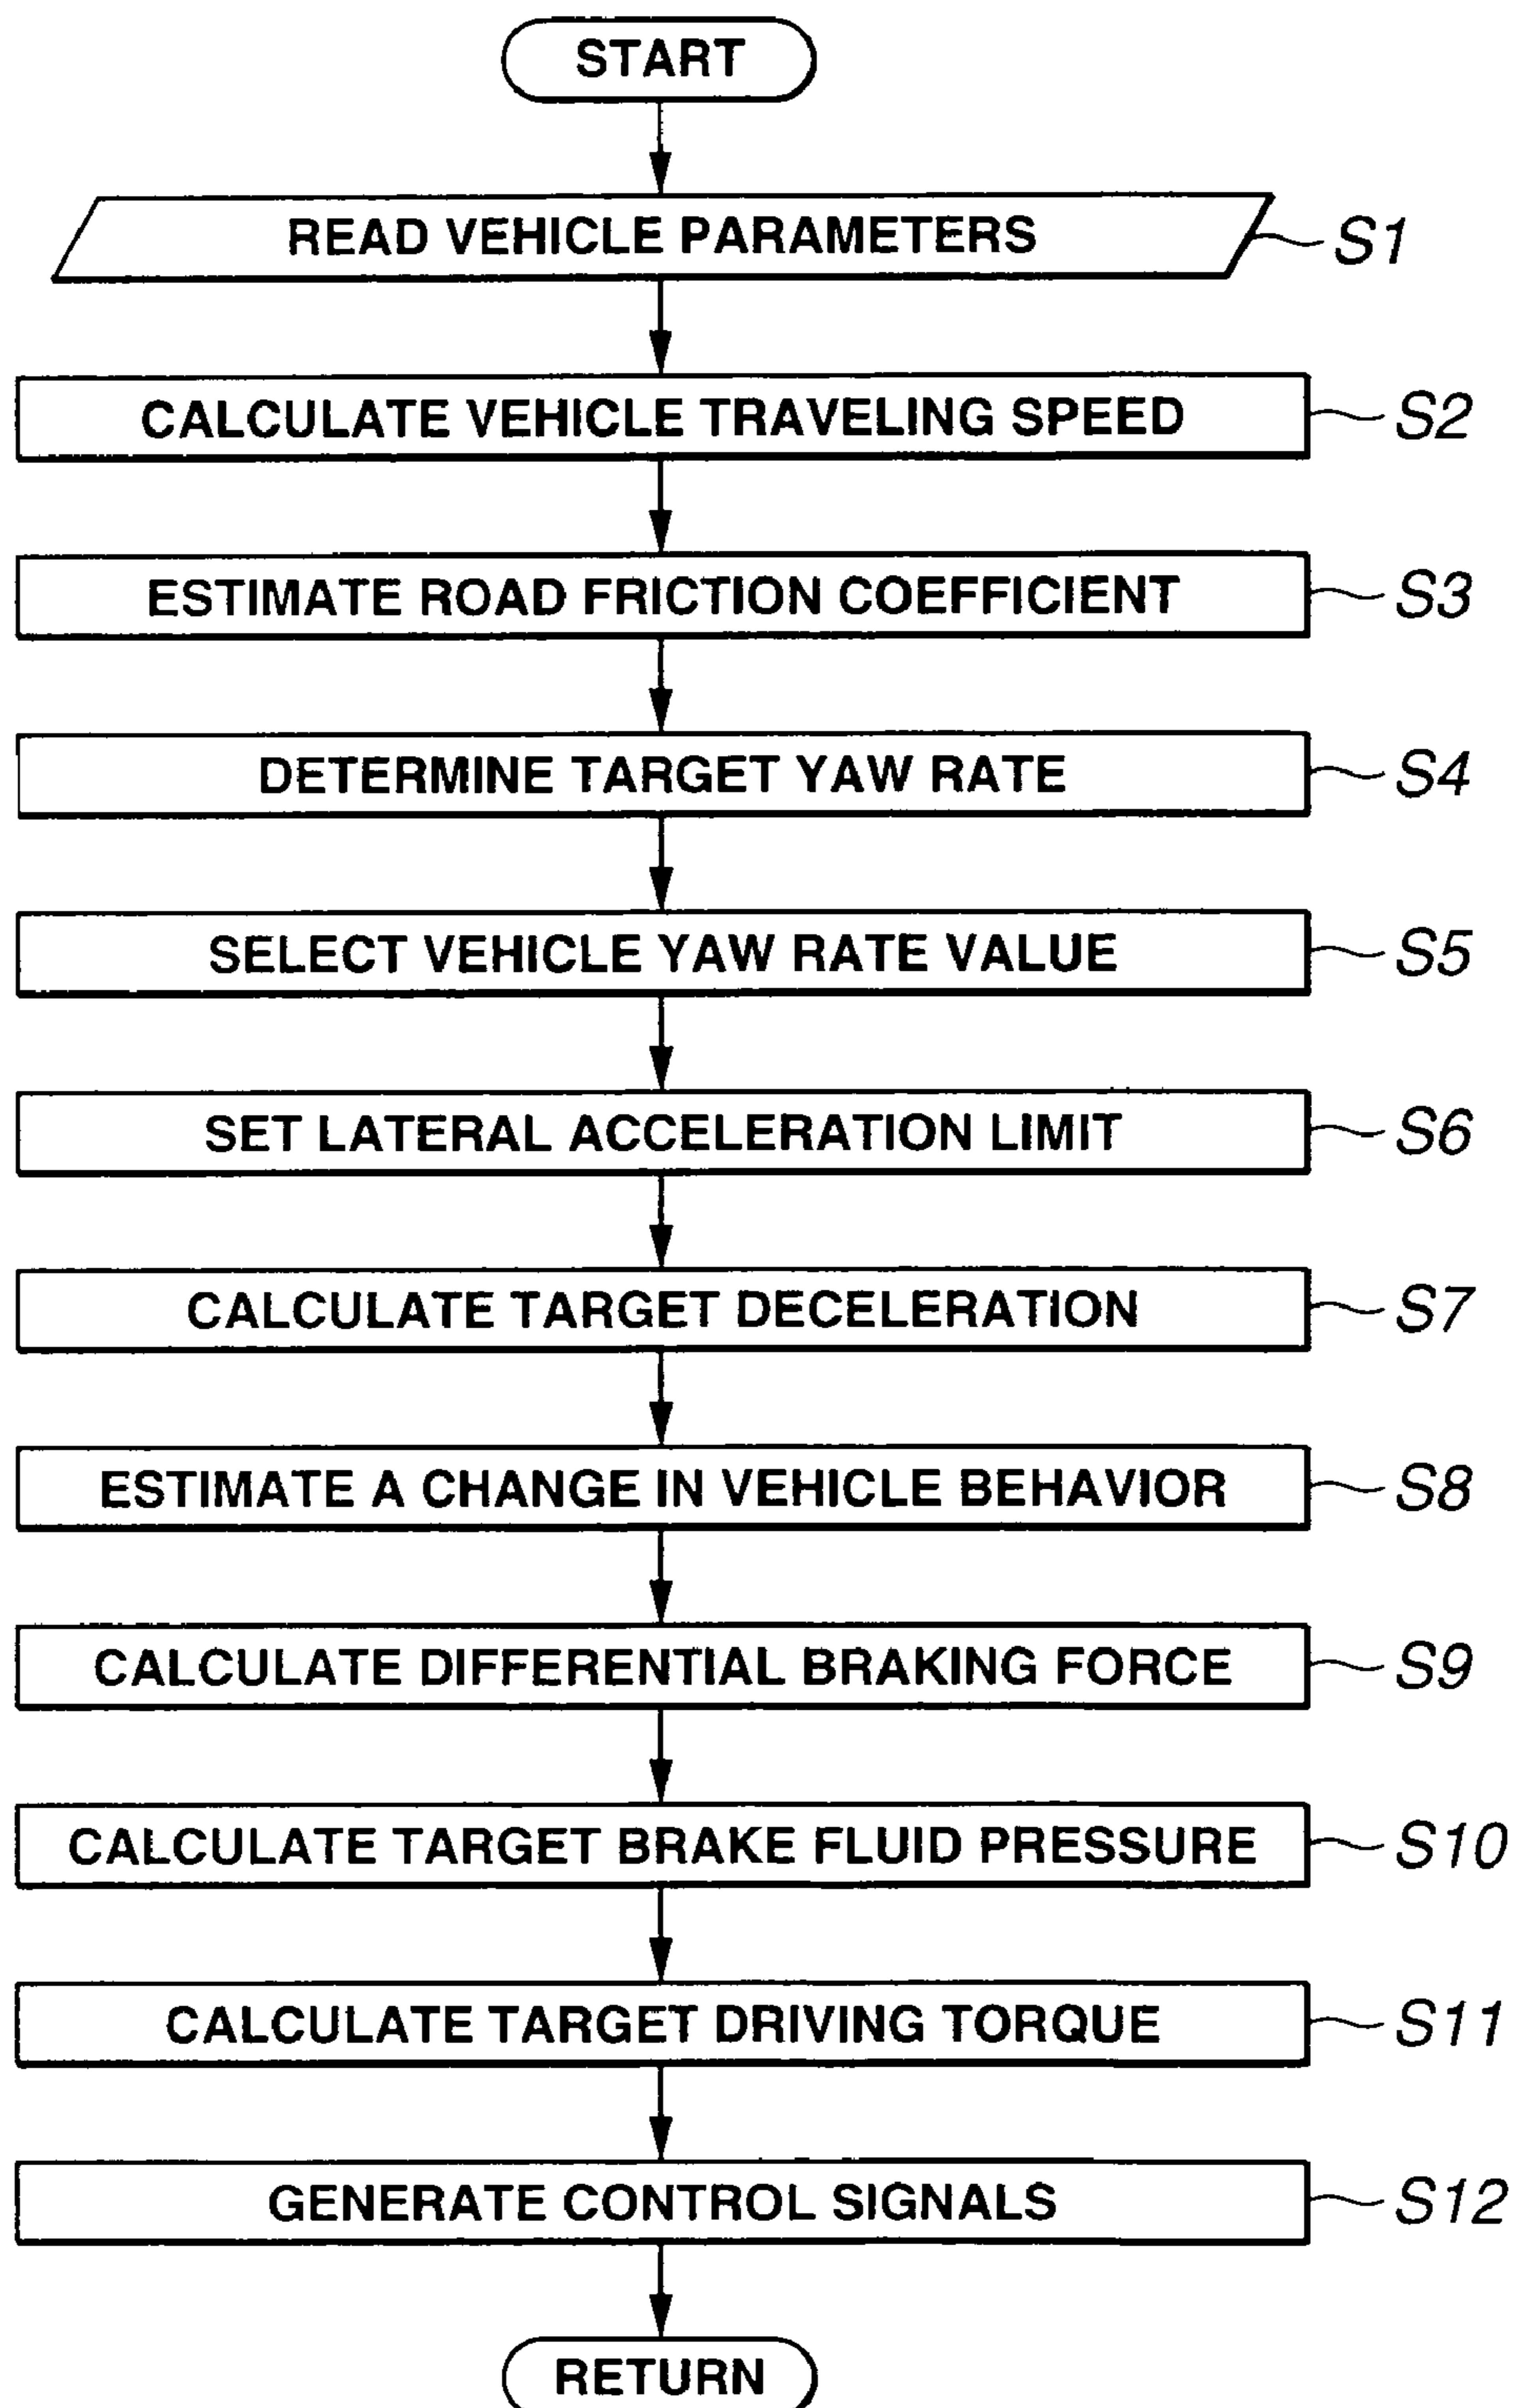 START
READ VEHICLE PARAMETERS S1
CALCULATE VEHICLE TRAVELING SPEED S2
ESTIMATE ROAD FRICTION COEFFICIENT S3
DETERMINE TARGET YAW RATE S4
SELECT VEHICLE YAW RATE VALUE S5
SET LATERAL ACCELERATION LIMIT S6
CALCULATE TARGET DECELERATION S7
ESTIMATE A CHANGE IN VEHICLE BEHAVIOR S8
CALCULATE DIFFERENTIAL BRAKING FORCE S9
CALCULATE TARGET BRAKE FLUID PRESSURE S10
CALCULATE TARGET DRIVING TORQUE S11
GENERATE CONTROL SIGNALS S12
RETURN